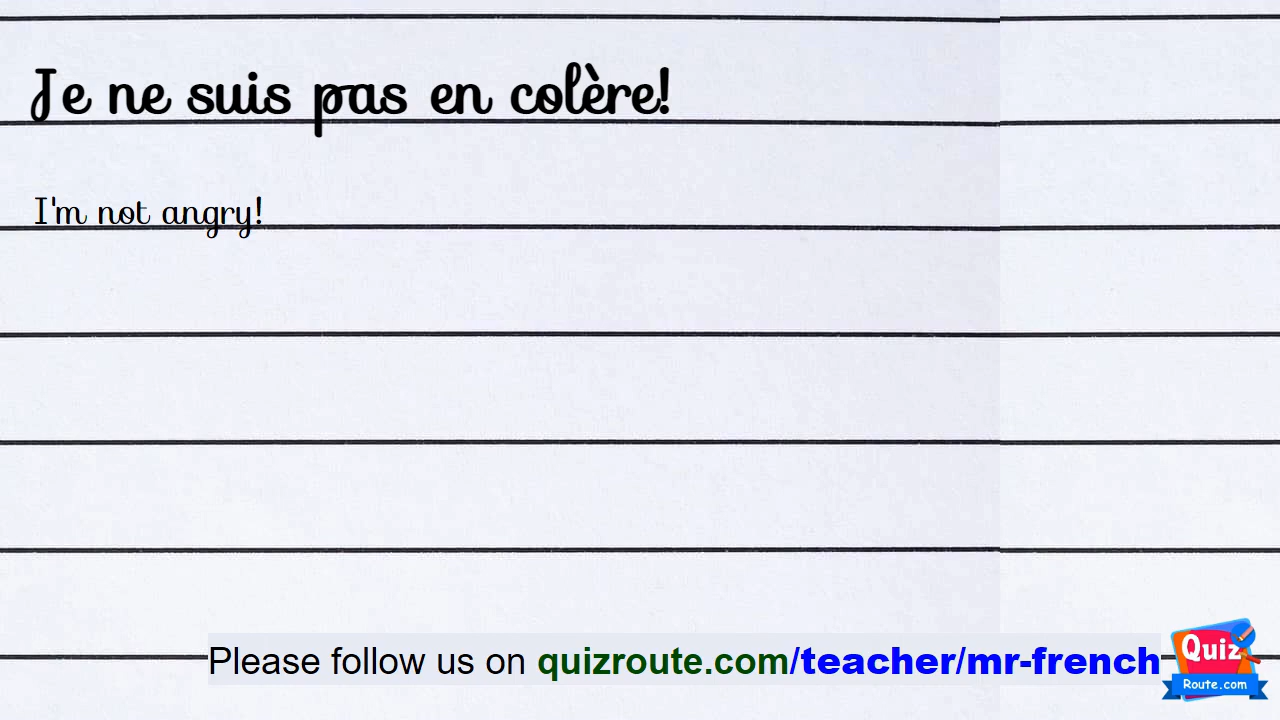 Je ne suis pas en colère!
I'm not angry!
Please follow us on quizroute.com/teacher/mr-french
Quiz
Route.com